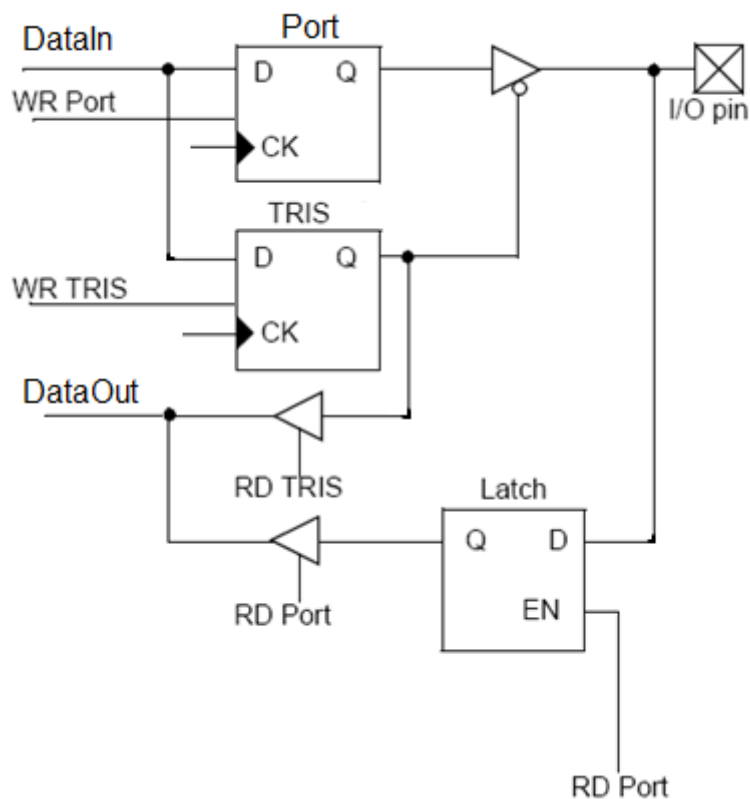 DataIn
Port
D Q
WR Port
CK
I/O pin
TRIS
D Q
WR TRIS
CK
DataOut
RD TRIS
Latch
Q D
EN
RD Port
RD Port